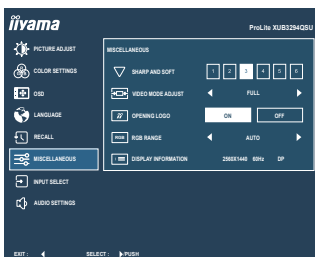 iiyama
ProLite XUB3294QSU
PICTURE ADJUST
COLOR SETTINGS
OSD
LANGUAGE
RECALL
MISCELLANEOUS
INPUT SELECT
AUDIO SETTINGS
MISCELLANEOUS
SHARP AND SOFT 1 2 3 4 5 6
VIDEO MODE ADJUST FULL
OPENING LOGO ON OFF
RGB RGB RANGE AUTO
DISPLAY INFORMATION 2560X1440 60Hz DP
EXIT : SELECT : /PUSH